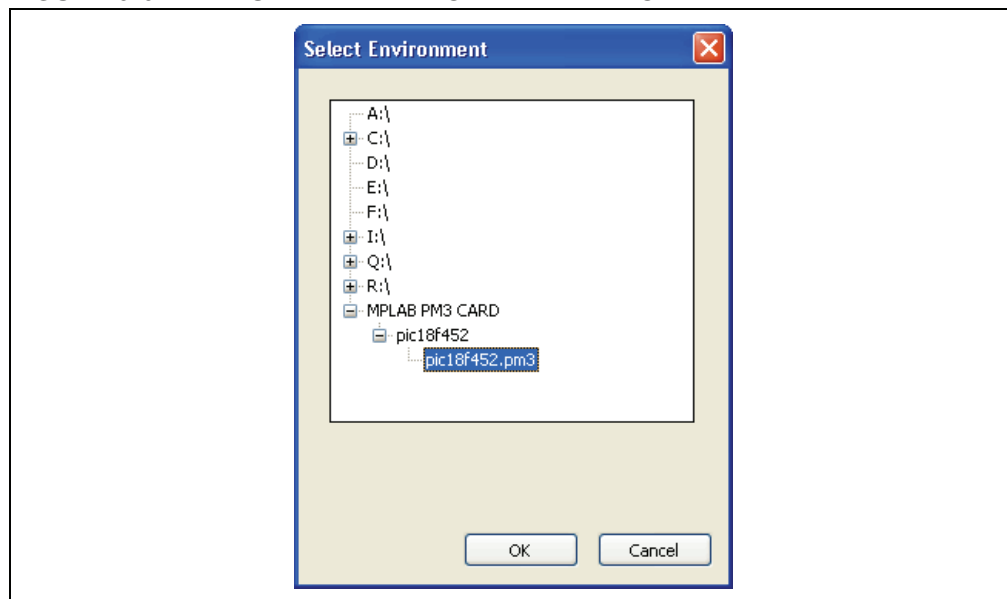 Select Environment
A:\
C:\
D:\
E:\
F:\
I:\
Q:\
R:\
MPLAB PM3 CARD
pic18f452
pic18f452.pm3
OK
Cancel